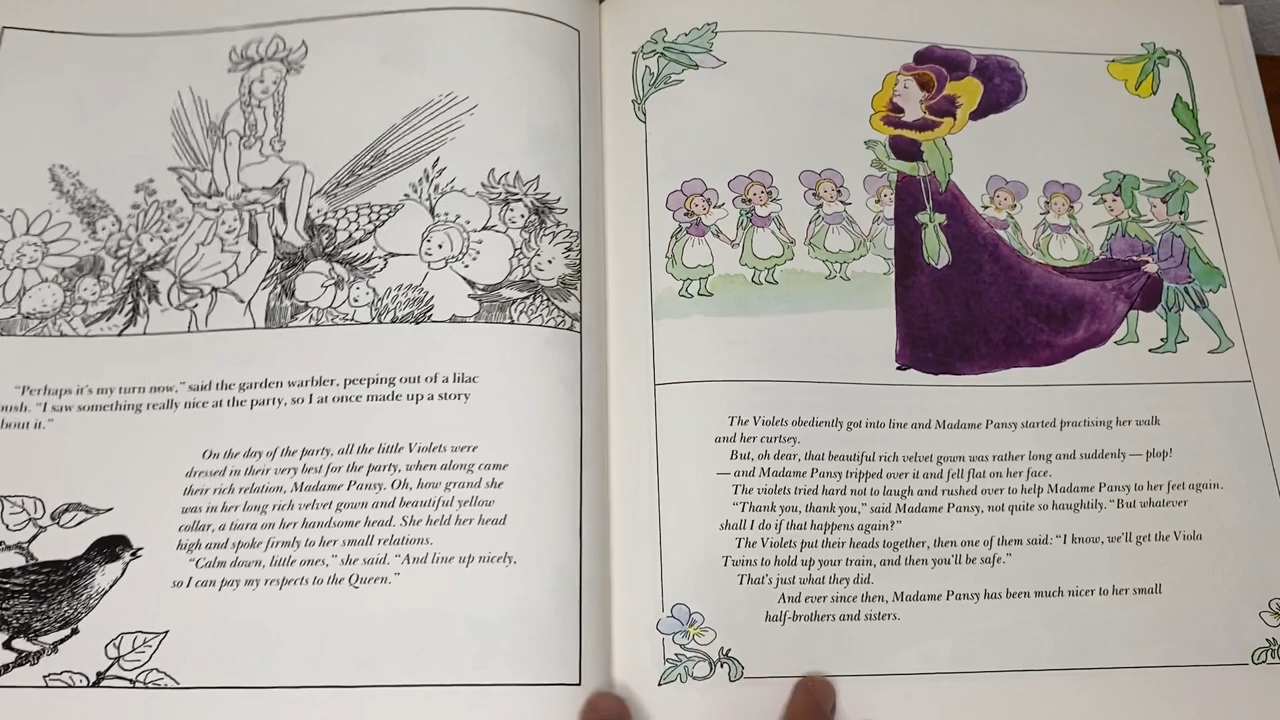 "Perhaps it's my turn now," said the garden warbler, peeping out of a lilac
"I saw something really nice at the party, so I at once made up a story
it."
On the day of the party, all the little Violets were
dressed in their very best for the party, when along came
their rich relation, Madame Pansy. Oh, how grand she
was in her long rich velvet gown and beautiful yellow
collar, a tiara on her handsome head. She held her head
high and spoke firmly to her small relations.
"Calm down, little ones," she said. "And line up nicely,
so I can pay my respects to the Queen."
The Violets obediently got into line and Madame Pansy started practising her walk
and her curtsey.
But, oh dear, that beautiful rich velvet gown was rather long and suddenly — plop!
— and Madame Pansy tripped over it and fell flat on her face.
The violets tried hard not to laugh and rushed over to help Madame Pansy to her feet again.
"Thank you, thank you," said Madame Pansy, not quite so haughtily. "But whatever
shall I do if that happens again?"
The Violets put their heads together, then one of them said: "I know, we'll get the Viola
Twins to hold up your train, and then you'll be safe."
That's just what they did.
And ever since then, Madame Pansy has been much nicer to her small
half-brothers and sisters.